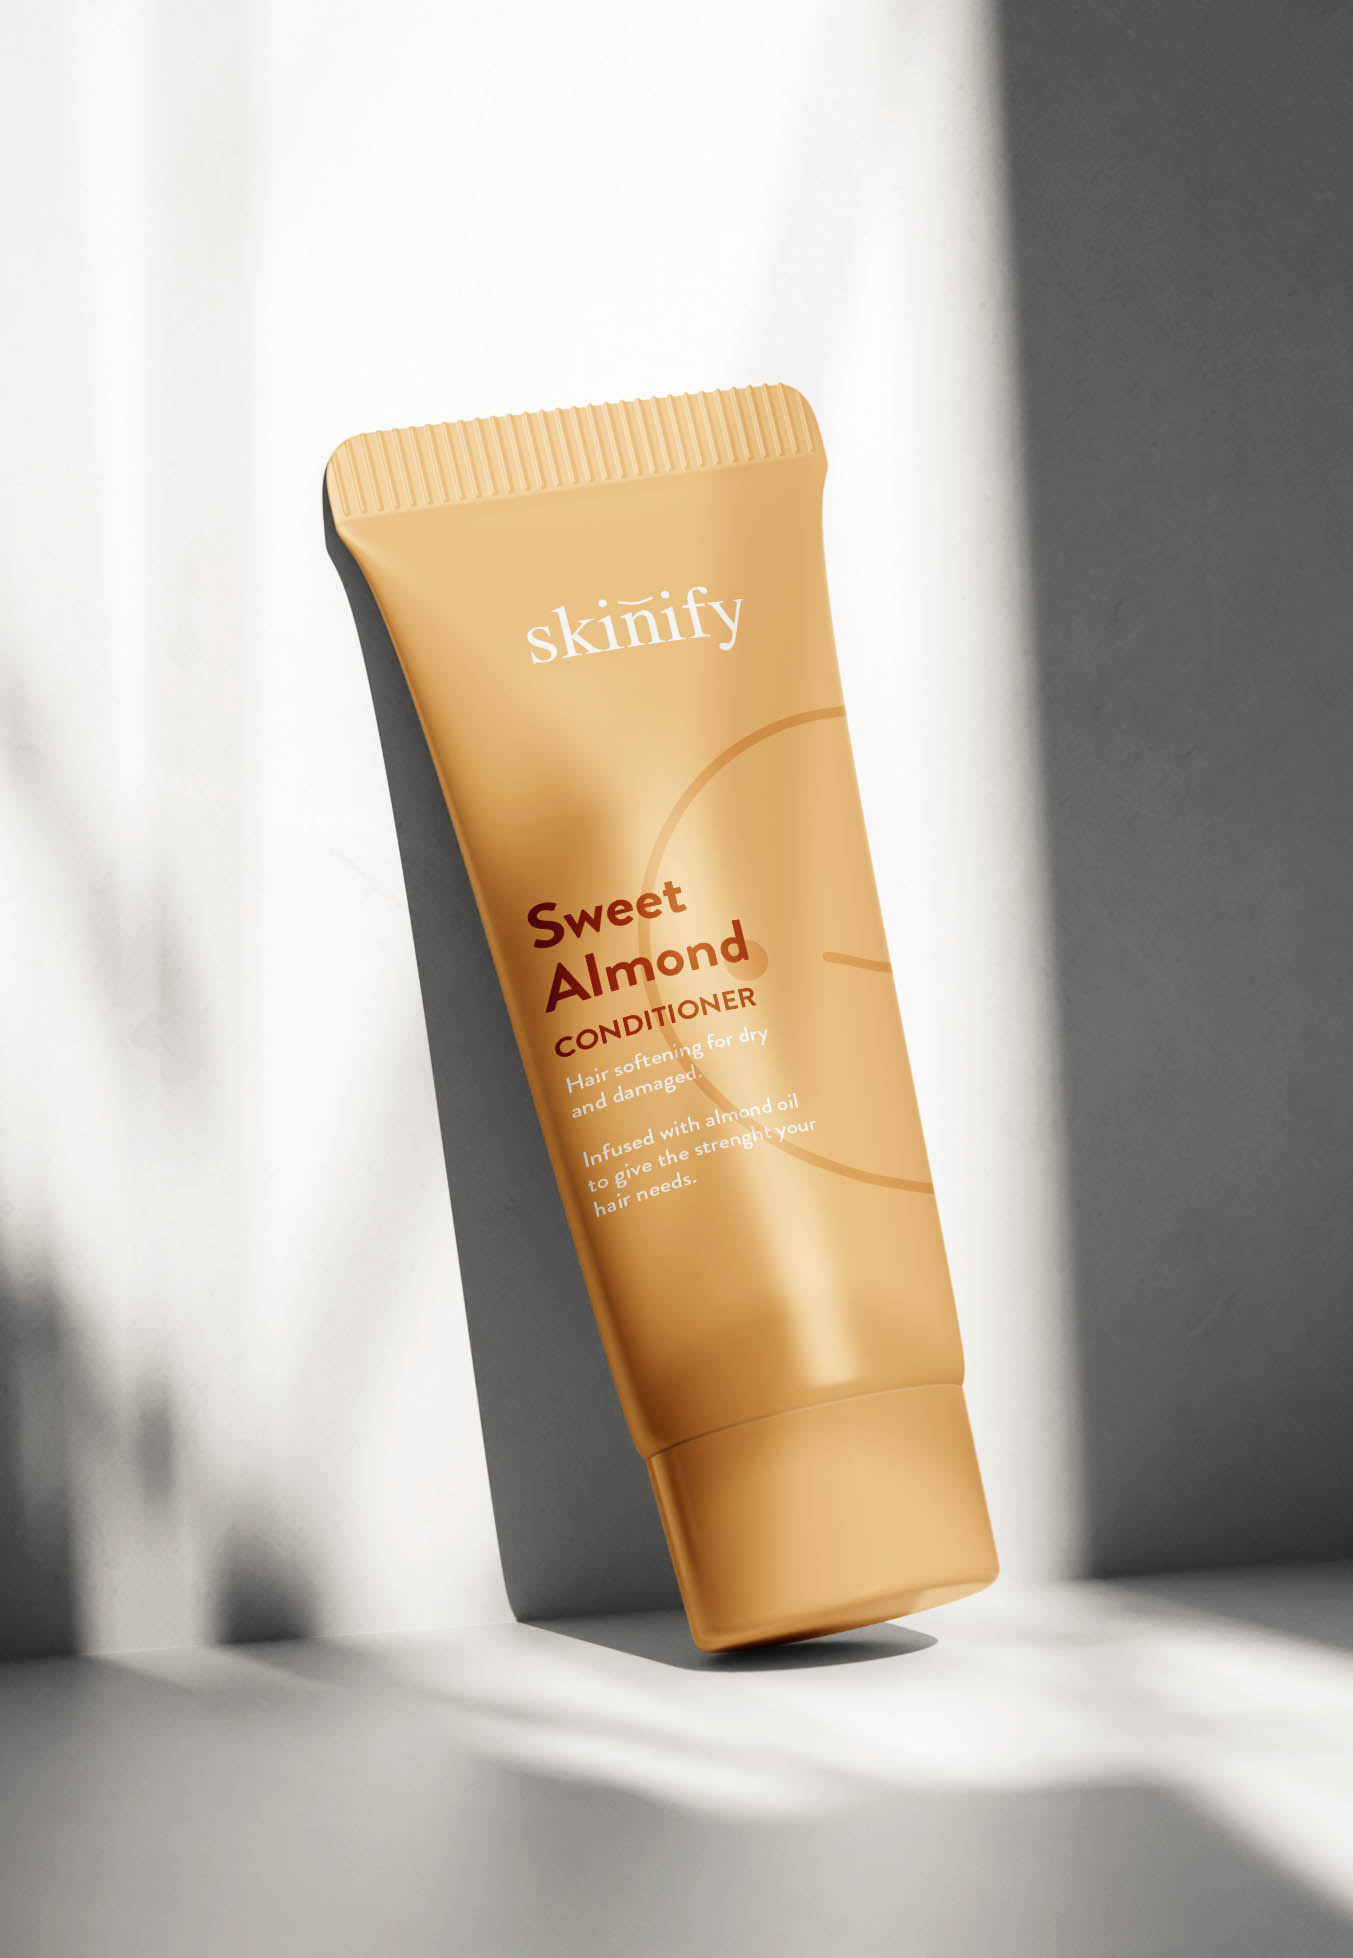 skinify
Sweet
Almond
CONDITIONER
Hair softening for dry
and damaged.
Infused with almond oil
to give the strenght your
hair needs.